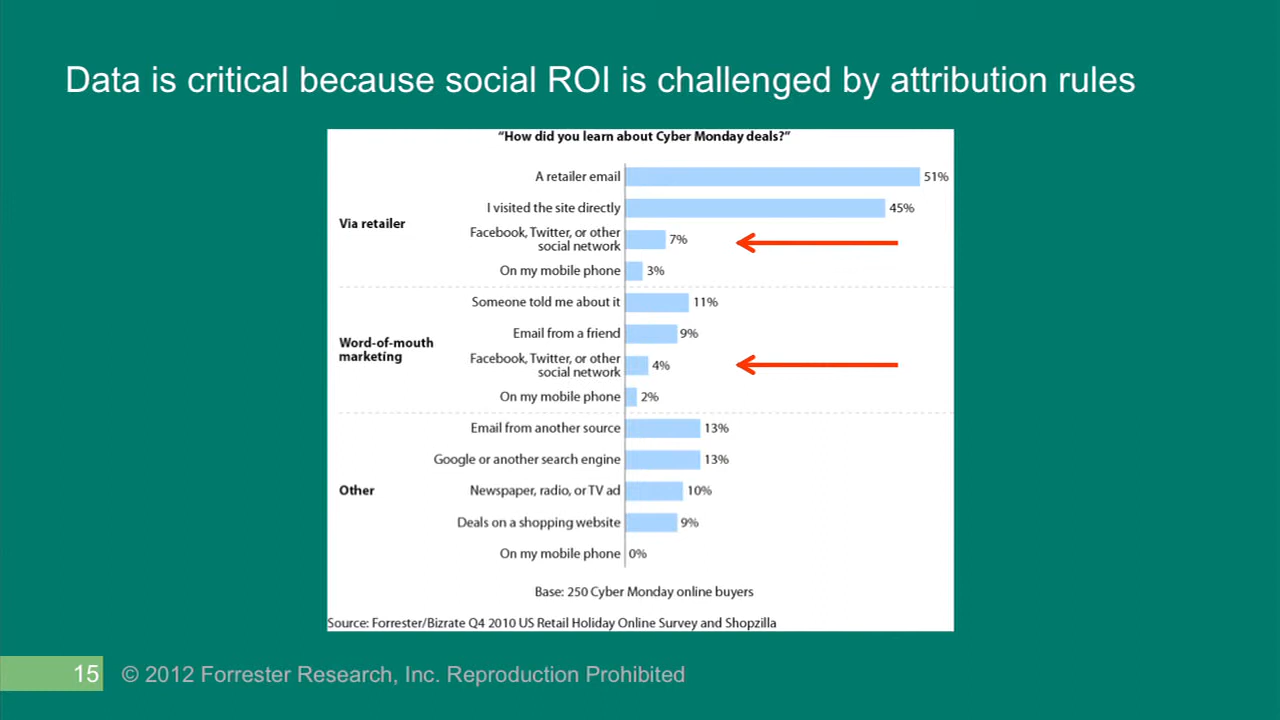 Data is critical because social ROI is challenged by attribution rules
“How did you learn about Cyber Monday deals?”
Via retailer
A retailer email 51%
I visited the site directly 45%
Facebook, Twitter, or other
social network 7%
On my mobile phone 3%
Word-of-mouth
marketing
Someone told me about it 11%
Email from a friend 9%
Facebook, Twitter, or other
social network 4%
On my mobile phone 2%
Other
Email from another source 13%
Google or another search engine 13%
Newspaper, radio, or TV ad 10%
Deals on a shopping website 9%
On my mobile phone 0%
Base: 250 Cyber Monday online buyers
Source: Forrester/Bizrate Q4 2010 US Retail Holiday Online Survey and Shopzilla
15 © 2012 Forrester Research, Inc. Reproduction Prohibited